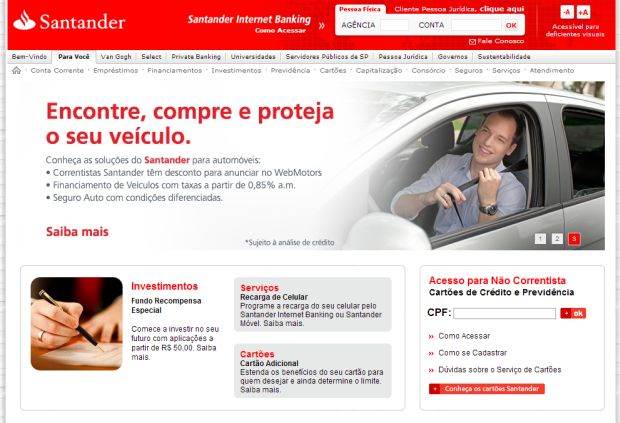 Santander
Santander Internet Banking
Como Acessar
»
Pessoa Física
Cliente Pessoa Jurídica, clique aqui
AGÊNCIA
CONTA
OK
Fale Conosco
-A +A
Acessível para
deficientes visuais
Bem-Vindo Para Você Van Gogh Select Private Banking Universidades Servidores Públicos de SP Pessoa Jurídica Governos Sustentabilidade
Conta Corrente Empréstimos Financiamentos Investimentos Previdência Cartões Capitalização Consórcio Seguros Serviços Atendimento
Encontre, compre e proteja
o seu veículo.
Conheça as soluções do Santander para automóveis:
• Correntistas Santander têm desconto para anunciar no WebMotors
• Financiamento de Veículos com taxas a partir de 0,85% a.m.
• Seguro Auto com condições diferenciadas.
Saiba mais
*Sujeito à análise de crédito
1 2 3
Investimentos
Fundo Recompensa
Especial
Comece a investir no seu
futuro com aplicações a
partir de R$ 50,00. Saiba
mais.
Serviços
Recarga de Celular
Programe a recarga do seu celular pelo
Santander Internet Banking ou Santander
Móvel. Saiba mais.
Cartões
Cartão Adicional
Estenda os benefícios do seu cartão para
quem desejar e ainda determine o limite.
Saiba mais.
Acesso para Não Correntista
Cartões de Crédito e Previdência
CPF:
ok
›› Como Acessar
›› Como se Cadastrar
›› Dúvidas sobre o Serviço de Cartões
Conheça os cartões Santander